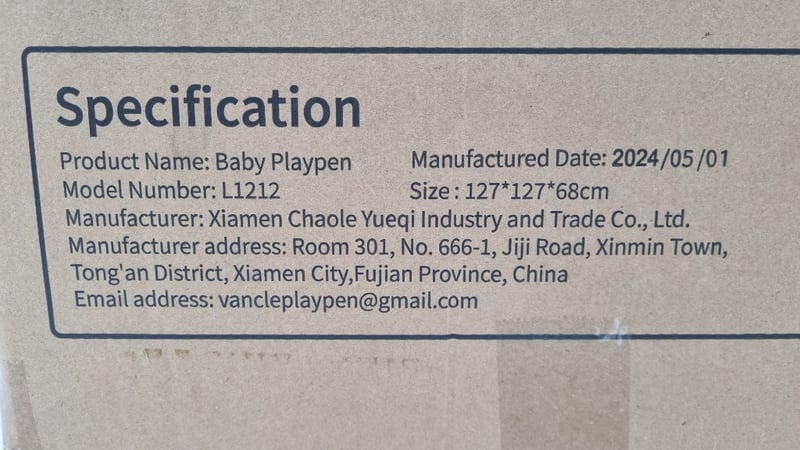 Specification
Product Name: Baby Playpen Manufactured Date: 2024/05/01
Model Number: L1212 Size : 127*127*68cm
Manufacturer: Xiamen Chaole Yueqi Industry and Trade Co., Ltd.
Manufacturer address: Room 301, No. 666-1, Jiji Road, Xinmin Town,
Tong'an District, Xiamen City,Fujian Province, China
Email address: vancleplaypen@gmail.com